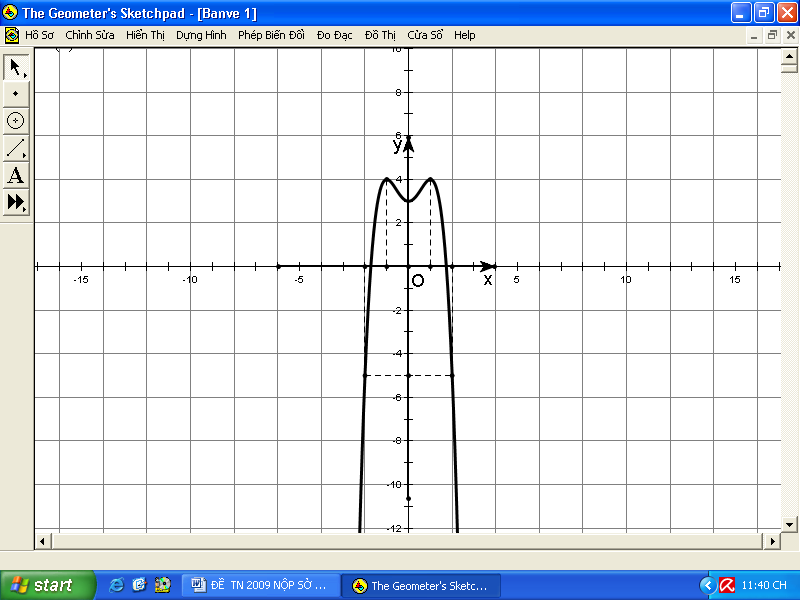 The Geometer's Sketchpad - [Banve 1]
Hồ Sơ Chỉnh Sửa Hiển Thị Dựng Hình Phép Biến Đổi Đo Đạc Đồ Thị Cửa Sổ Help
A
10
8
6
y
4
2
-15 -10 -5 O x 5 10 15
-2
-4
-6
-8
-10
-12
start ĐỀ TN 2009 NỘP SỞ ... The Geometer's Sketc... 11:40 CH